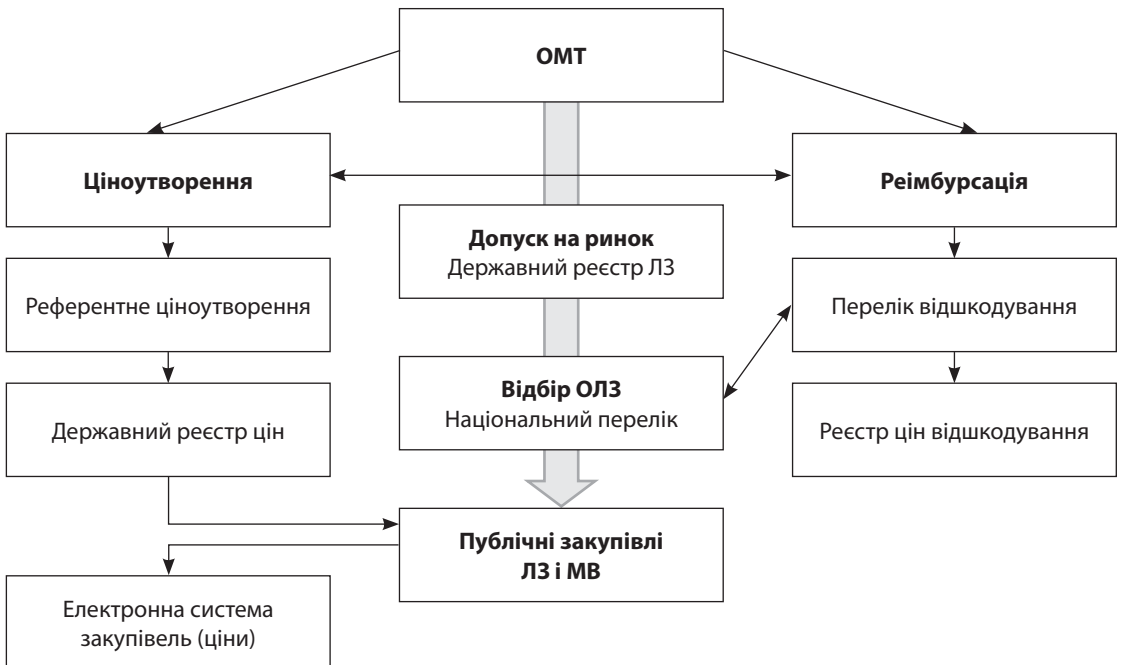 ОМТ
Ціноутворення
Реімбурсація
Допуск на ринок
Державний реєстр ЛЗ
Референтне ціноутворення
Перелік відшкодування
Відбір ОЛЗ
Національний перелік
Державний реєстр цін
Реєстр цін відшкодування
Публічні закупівлі
ЛЗ і МВ
Електронна система
закупівель (ціни)